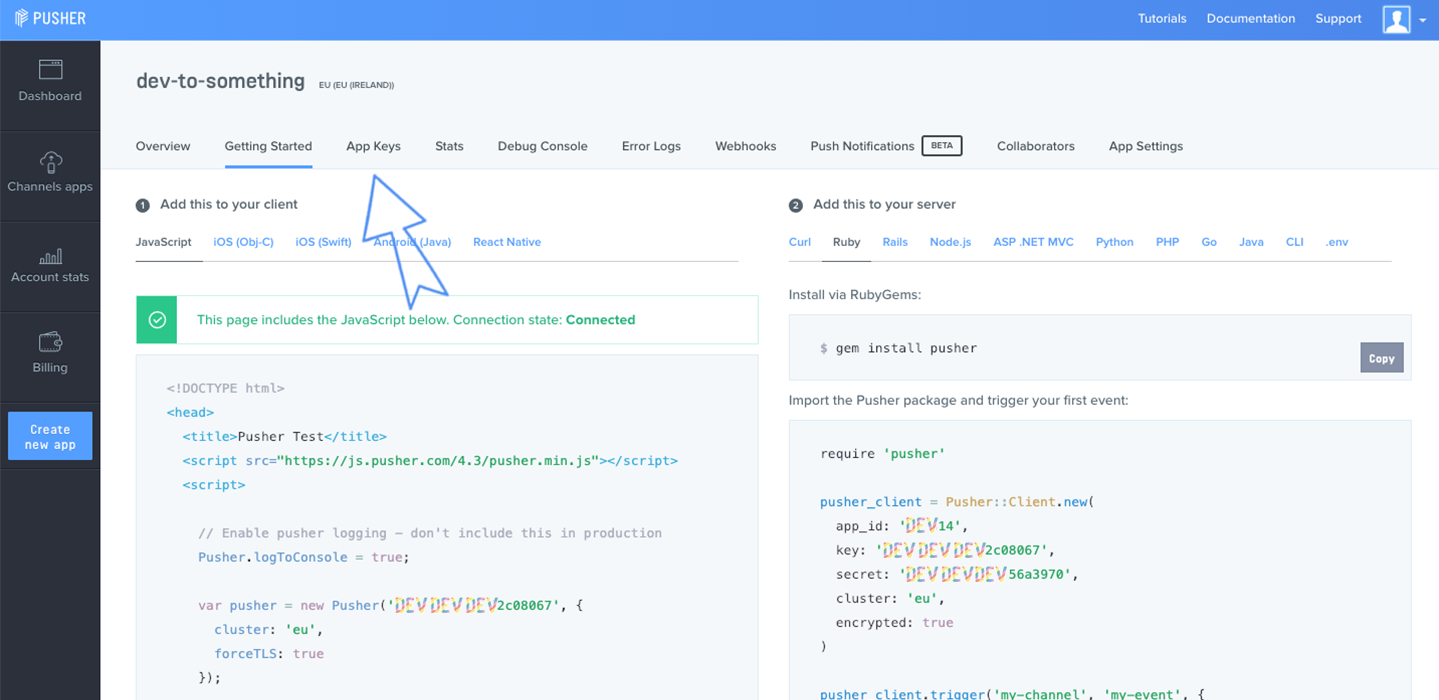 PUSHER
Tutorials Documentation Support
Dashboard
Channels apps
Account stats
Billing
Create
new app
dev-to-something EU (EU (IRELAND))
Overview Getting Started App Keys Stats Debug Console Error Logs Webhooks Push Notifications BETA Collaborators App Settings
1 Add this to your client
JavaScript iOS (Obj-C) iOS (Swift) Android (Java) React Native
This page includes the JavaScript below. Connection state: Connected
<!DOCTYPE html>
<head>
<title>Pusher Test</title>
<script src="https://js.pusher.com/4.3/pusher.min.js"></script>
<script>
// Enable pusher logging - don't include this in production
Pusher.logToConsole = true;
var pusher = new Pusher('DEV DEV DEV2c08067', {
cluster: 'eu',
forceTLS: true
});
2 Add this to your server
Curl Ruby Rails Node.js ASP .NET MVC Python PHP Go Java CLI .env
Install via RubyGems:
$ gem install pusher
Copy
Import the Pusher package and trigger your first event:
require 'pusher'
pusher_client = Pusher::Client.new(
app_id: 'DEV14',
key: 'DEV DEV DEV2c08067',
secret: 'DEV DEVDEV56a3970',
cluster: 'eu',
encrypted: true
)
pusher_client.trigger('my-channel', 'my-event', {